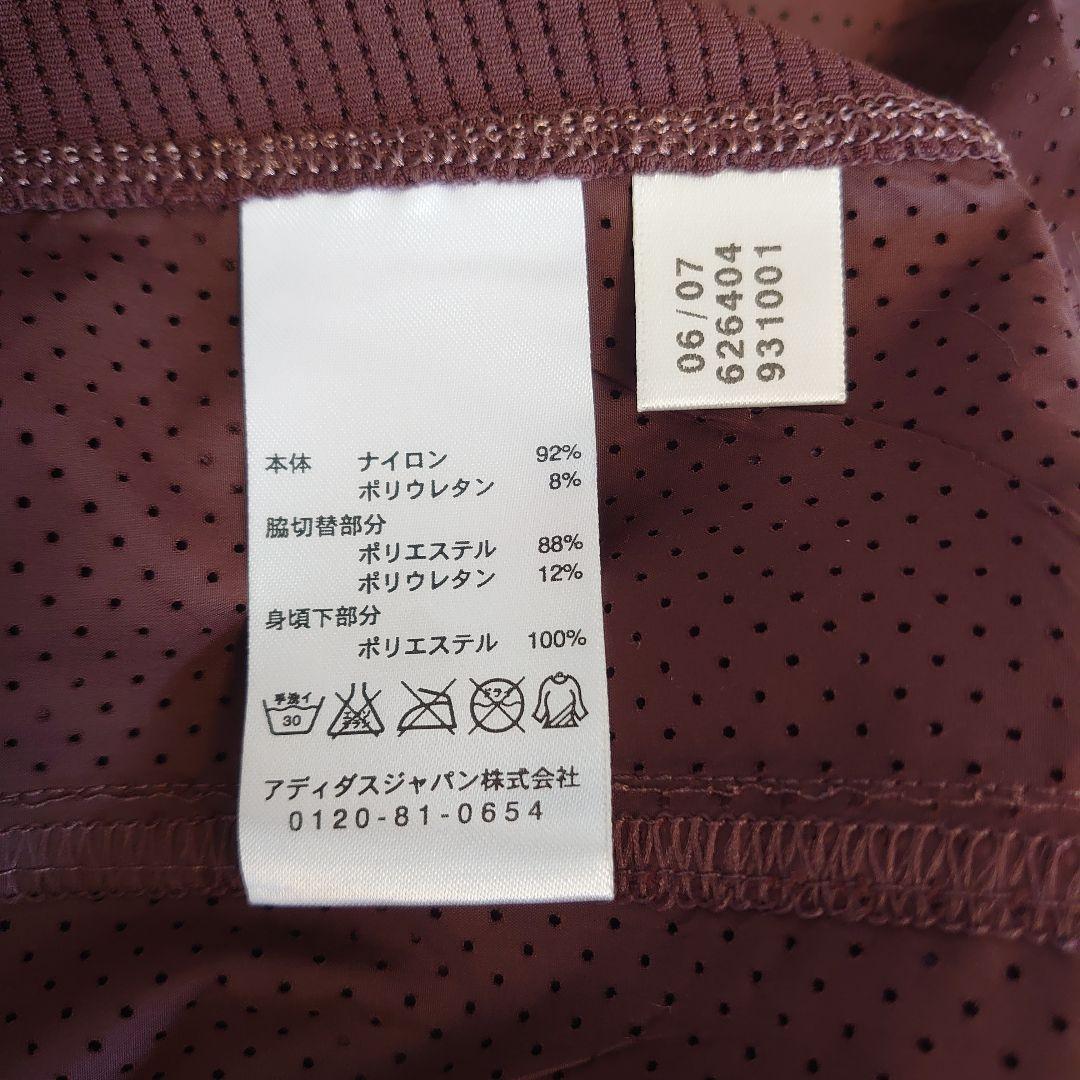 本体 ナイロン 92%
ポリウレタン 8%
脇切替部分
ポリエステル 88%
ポリウレタン 12%
身頃下部分
ポリエステル 100%
手洗イ
30
ドライ
アディダスジャパン株式会社
0120-81-0654
06/07
626404
931001